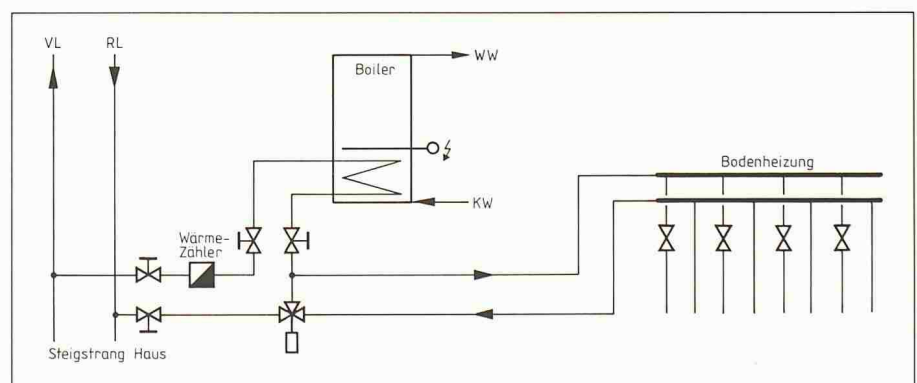 VL
RL
WW
Boiler
Bodenheizung
KW
Wärme-
Zähler
Steigstrang Haus